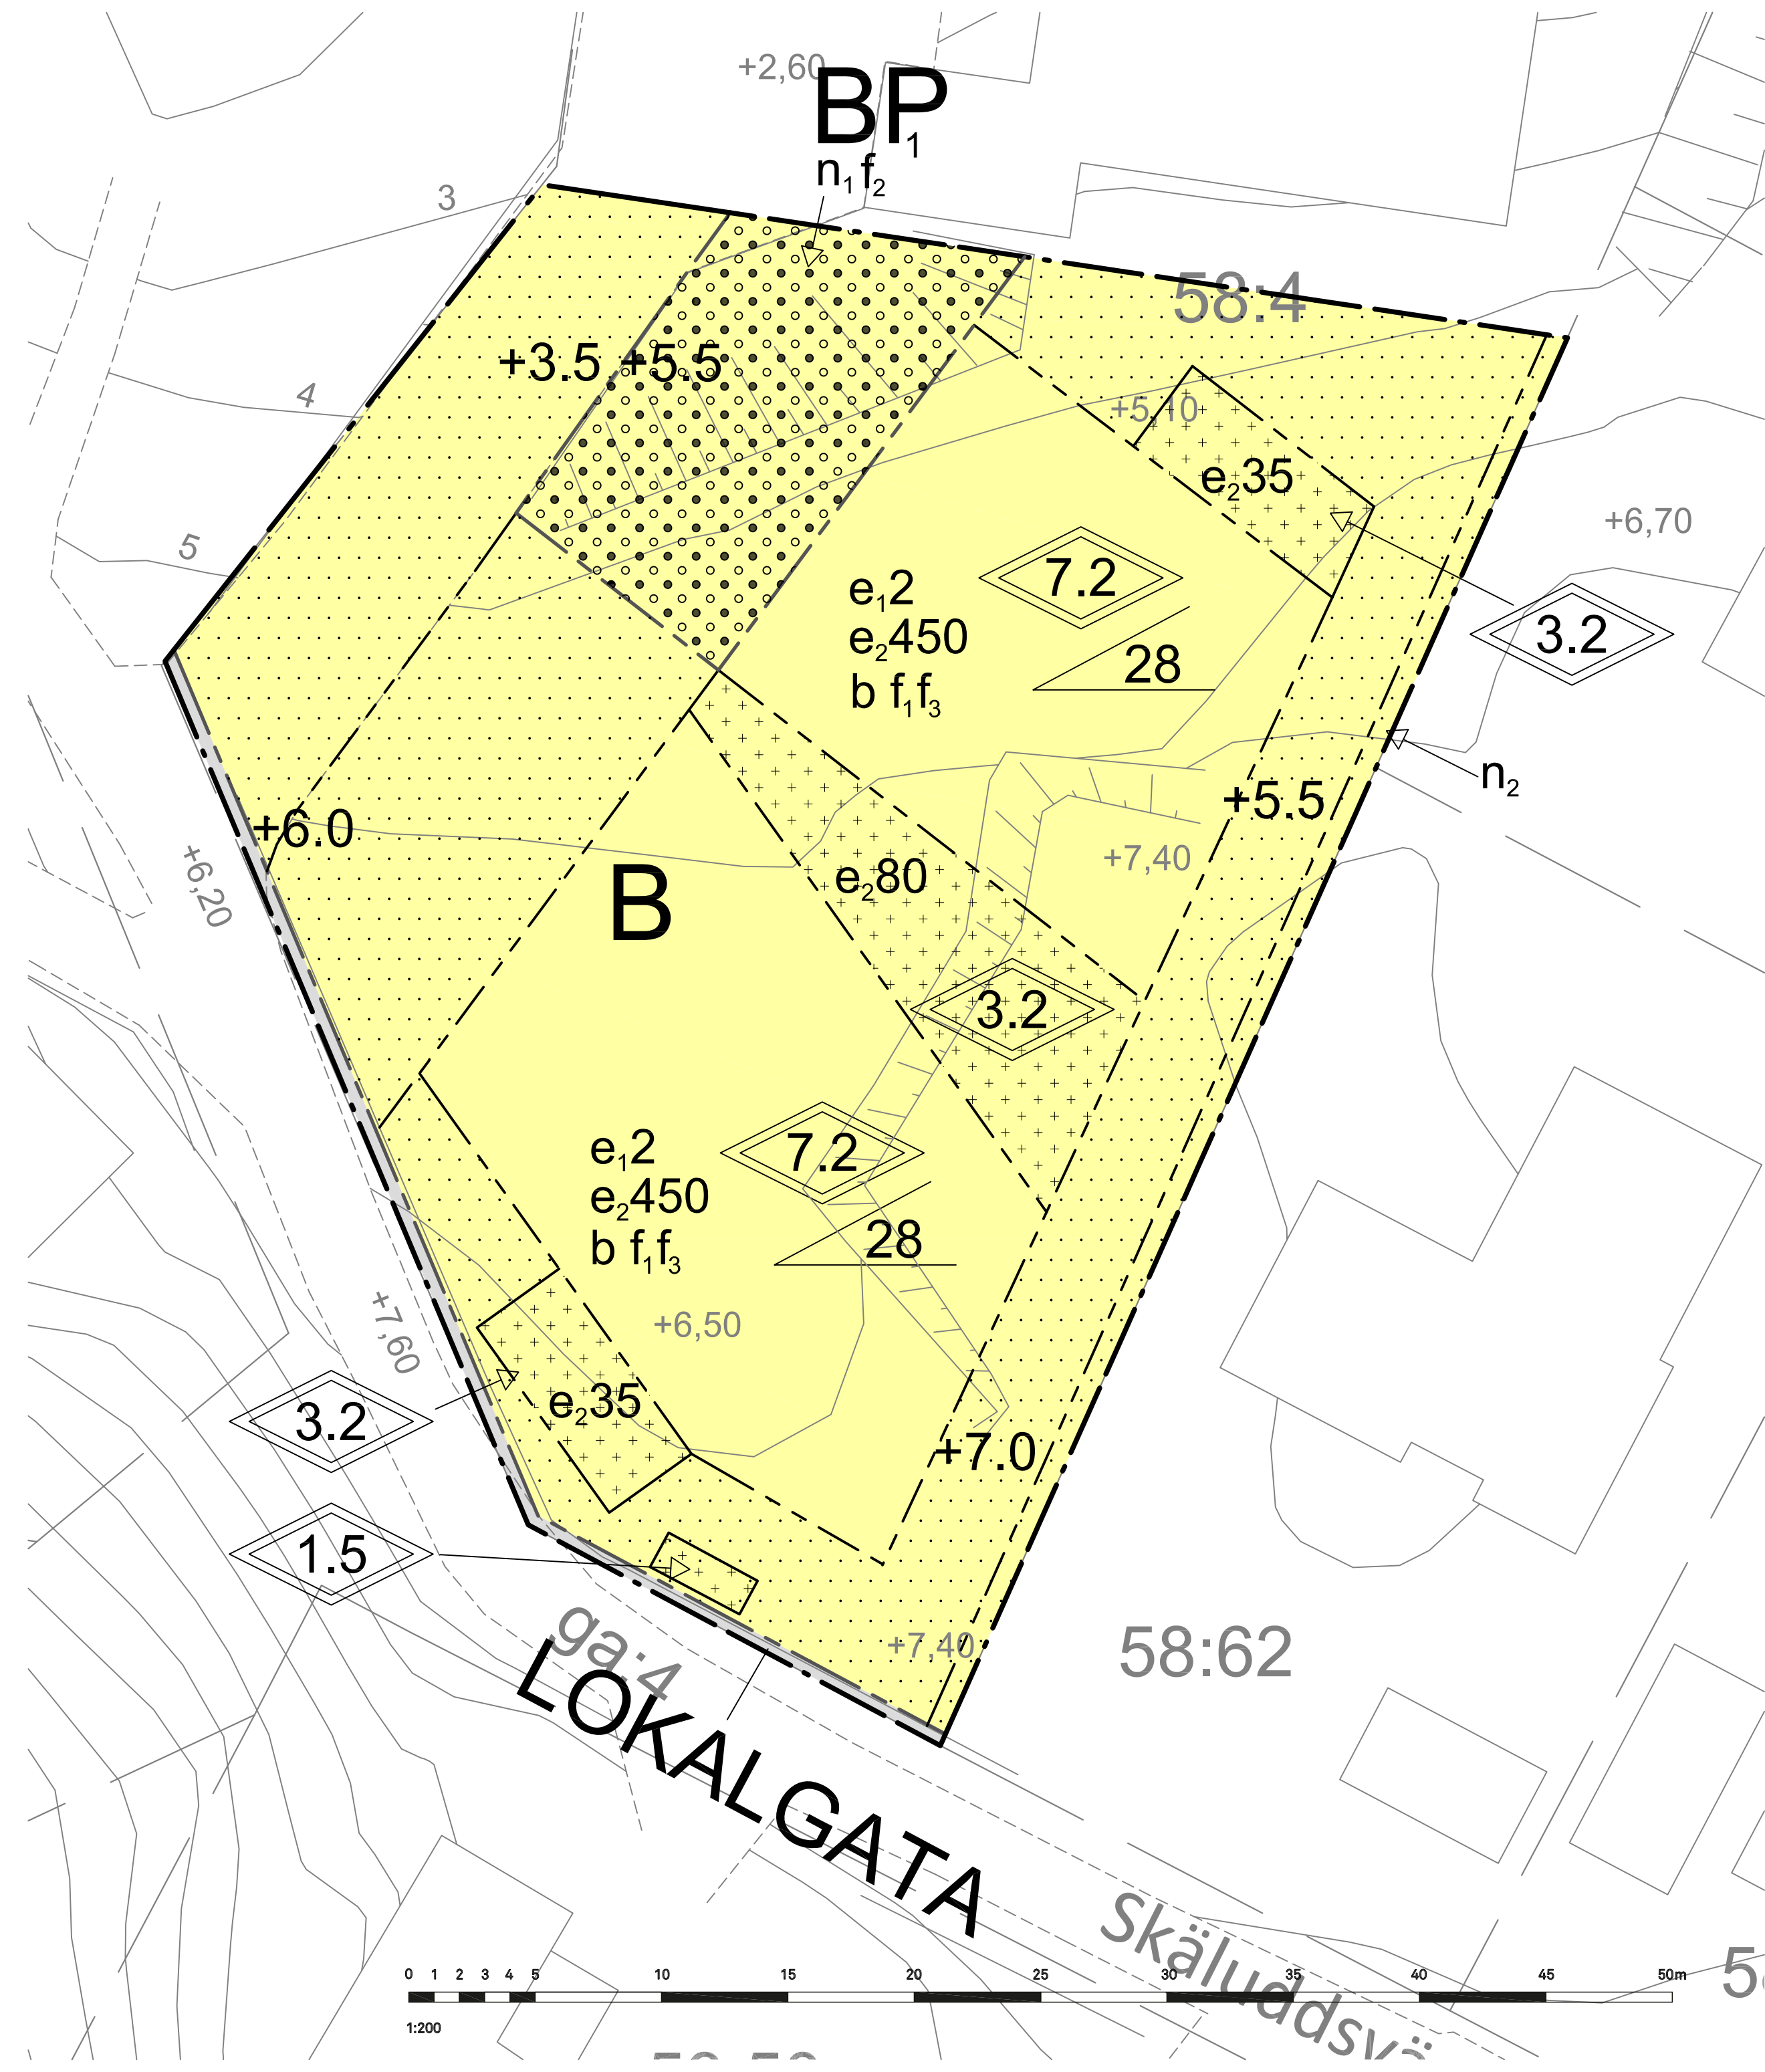 +2,60
BP₁
n₁ f₂
3
58:4
+3.5 +5.5
4
+5,10
e₂35
+6,70
5
7.2
e₁2
e₂450
b f₁f₃
28
3.2
n₂
+5.5
+6.0
+7,40
e₂80
+6,20
B
3.2
7.2
e₁2
e₂450
b f₁f₃
28
+7,60
+6,50
3.2
e₂35
+7.0
1.5
+7,40
58:62
ga:4
LOKALGATA
0 1 2 3 4 5 10 15 20 25 30 35 40 45 50m
1:200